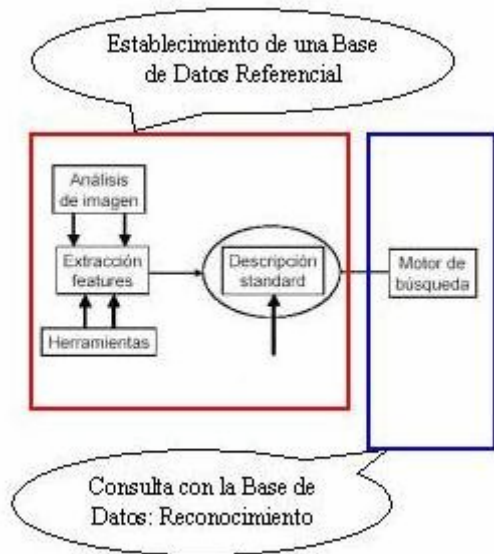 Establecimiento de una Base
de Datos Referencial
Análisis
de imagen
Extracción
features
Descripción
standard
Motor de
búsqueda
Herramientas
Consulta con la Base de
Datos: Reconocimiento